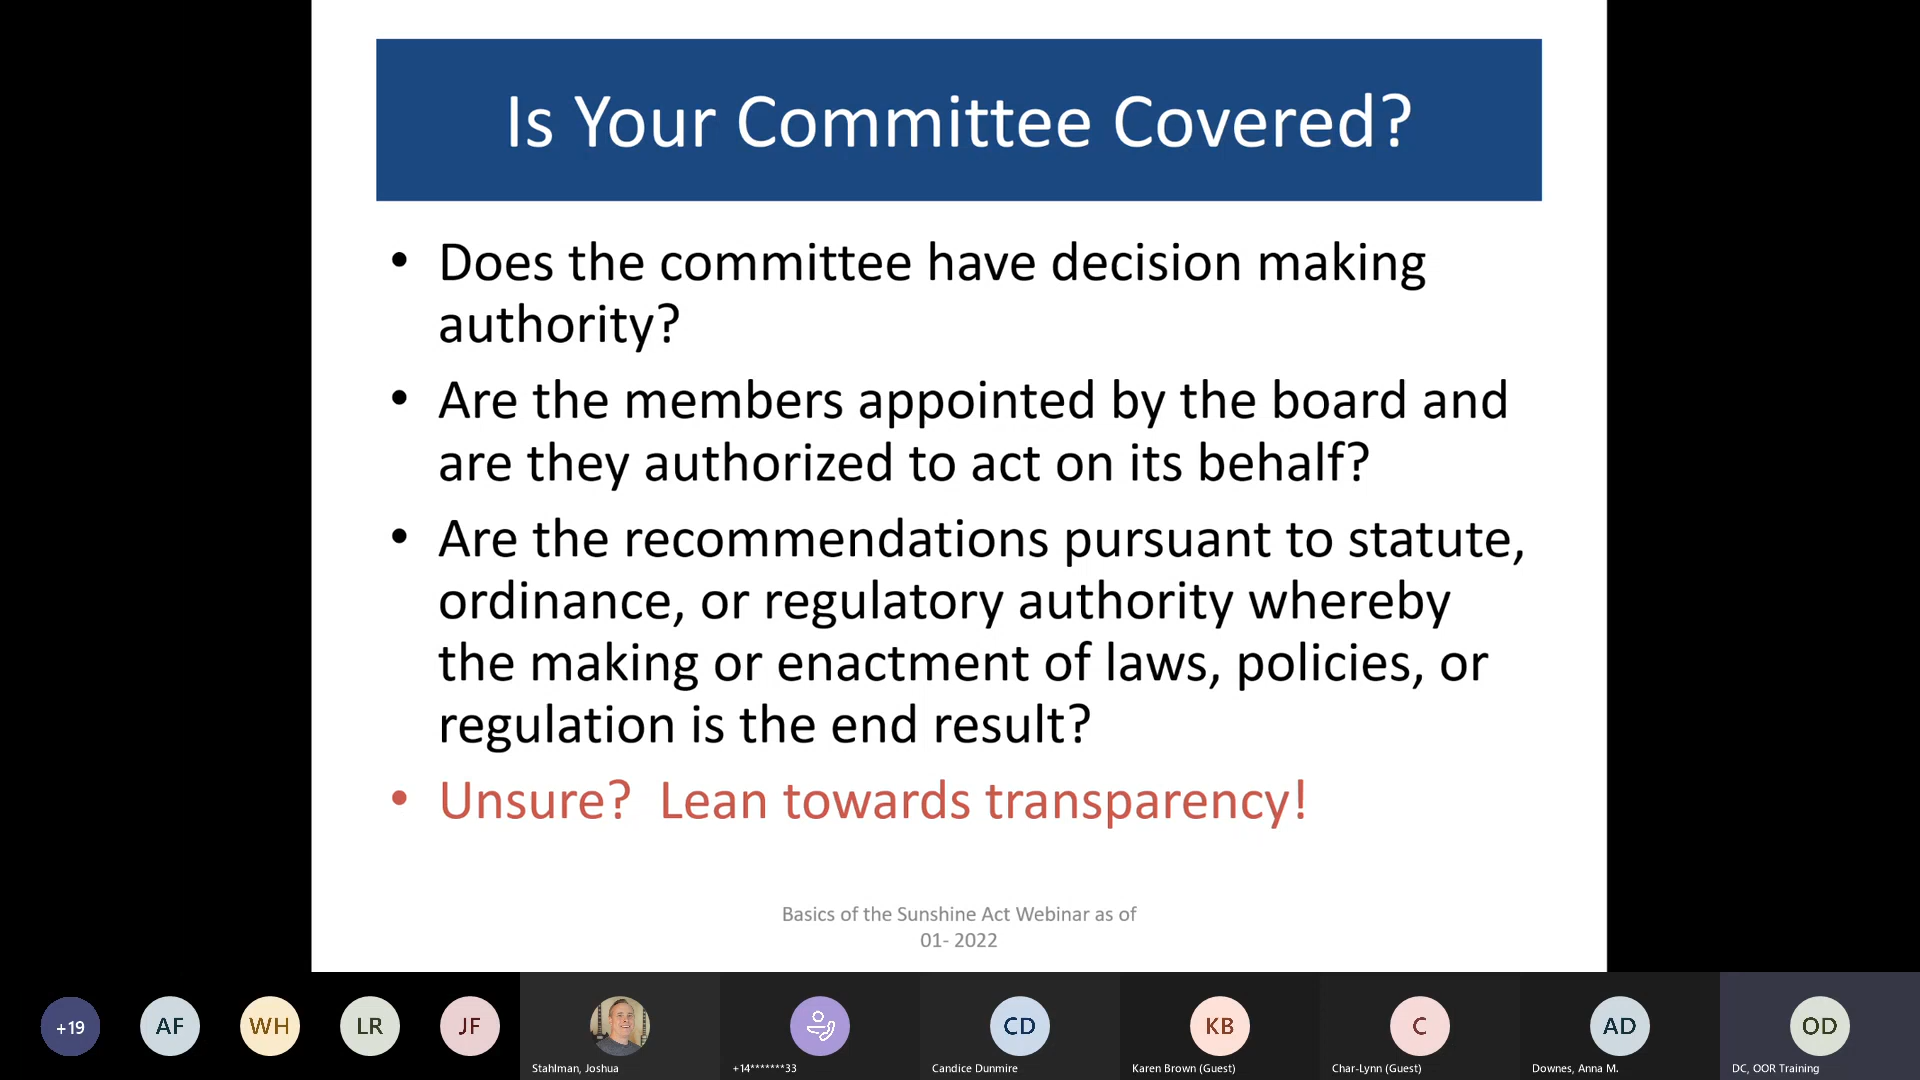 Is Your Committee Covered?
• Does the committee have decision making
authority?
• Are the members appointed by the board and
are they authorized to act on its behalf?
• Are the recommendations pursuant to statute,
ordinance, or regulatory authority whereby
the making or enactment of laws, policies, or
regulation is the end result?
• Unsure?  Lean towards transparency!
Basics of the Sunshine Act Webinar as of
01- 2022
+19
AF
WH
LR
JF
CD
KB
C
AD
OD
Stahlman, Joshua
+14*******33
Candice Dunmire
Karen Brown (Guest)
Char-Lynn (Guest)
Downes, Anna M.
DC, OOR Training